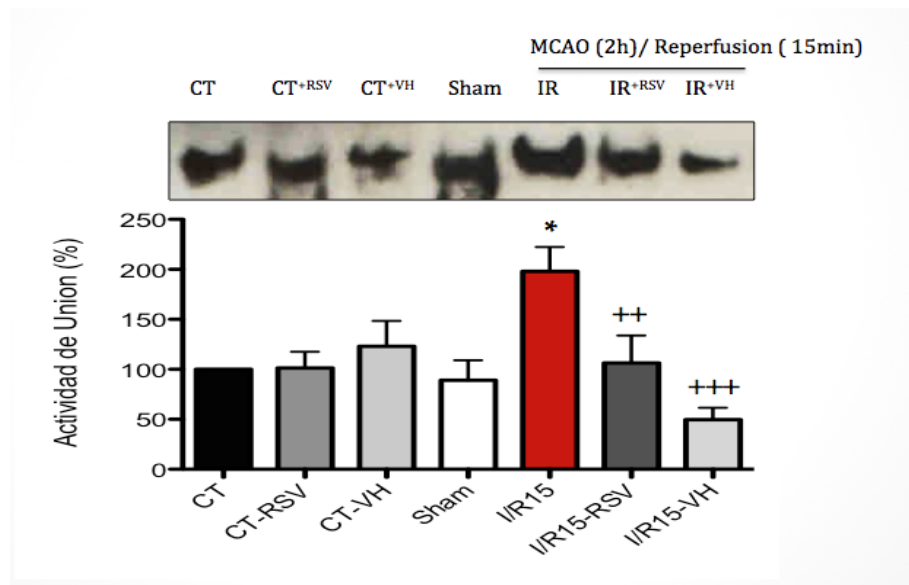 MCAO (2h)/ Reperfusion ( 15min)
CT CT+RSV CT+VH Sham IR IR+RSV IR+VH
Actividad de Union (%)
250
200
150
100
50
0
*
++
+++
CT CT-RSV CT-VH Sham I/R15 I/R15-RSV I/R15-VH